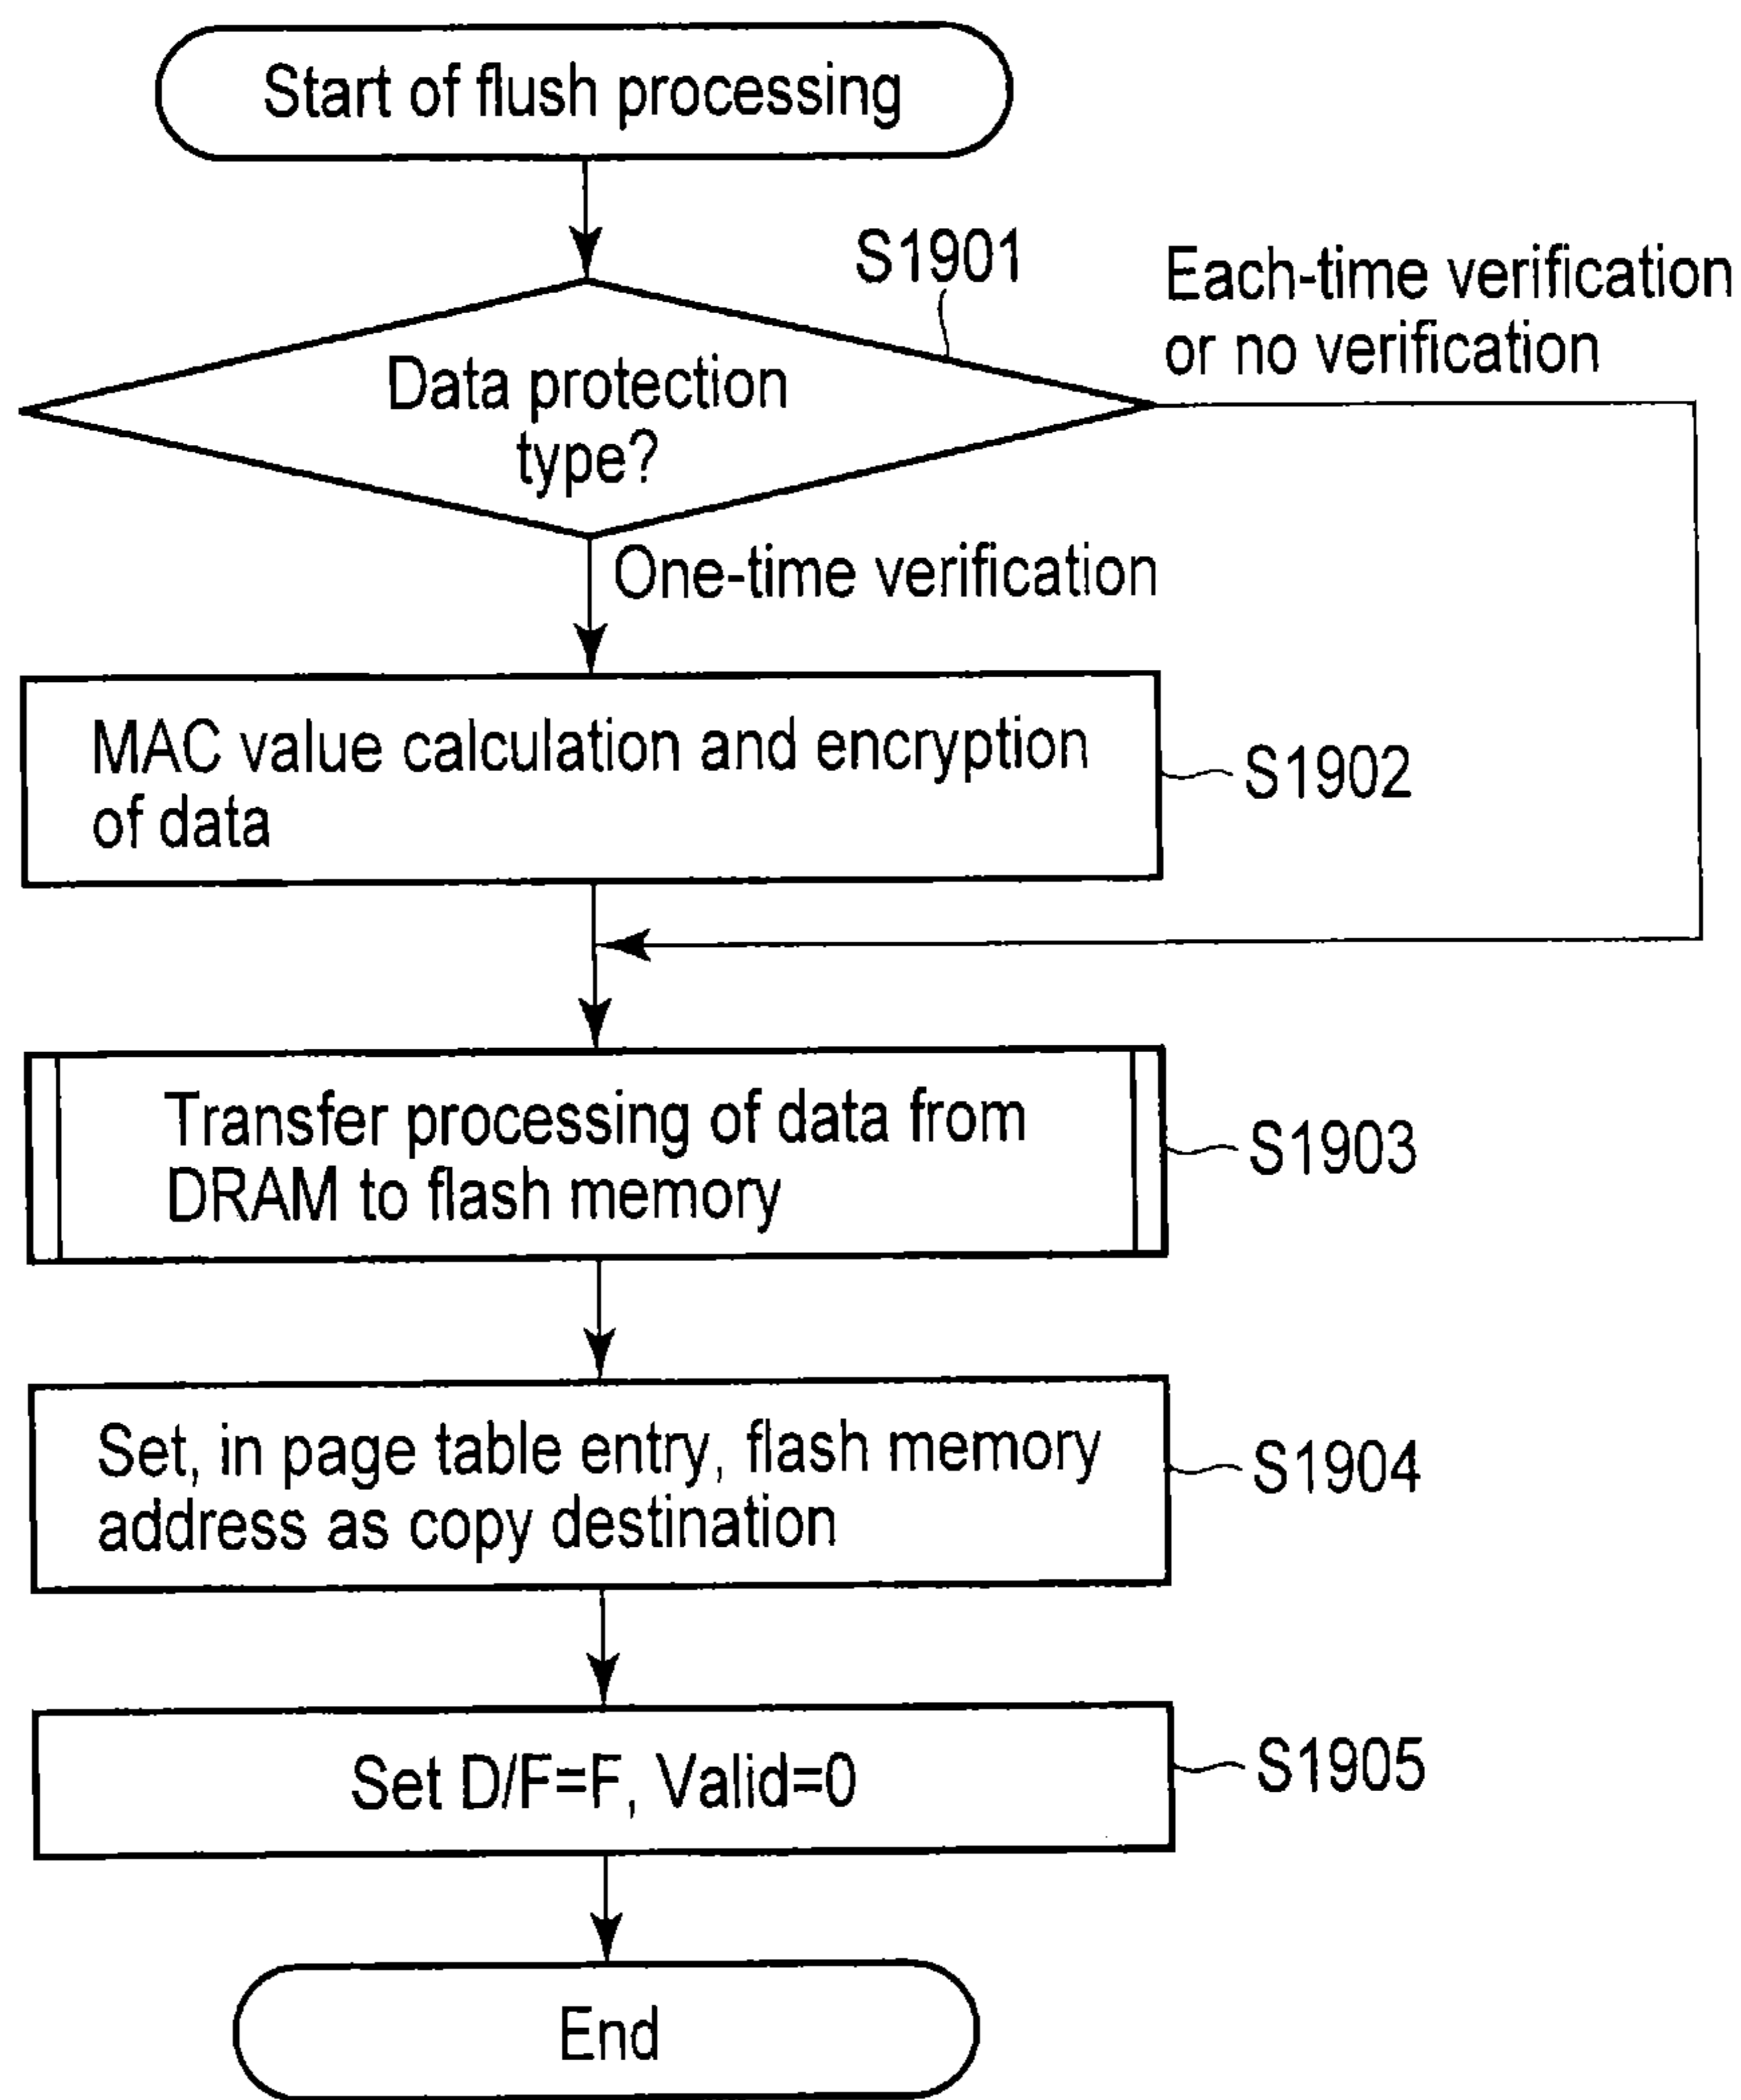 Start of flush processing
S1901
Each-time verification
or no verification
Data protection
type?
One-time verification
MAC value calculation and encryption
of data
S1902
Transfer processing of data from
DRAM to flash memory
S1903
Set, in page table entry, flash memory
address as copy destination
S1904
Set D/F=F, Valid=0
S1905
End